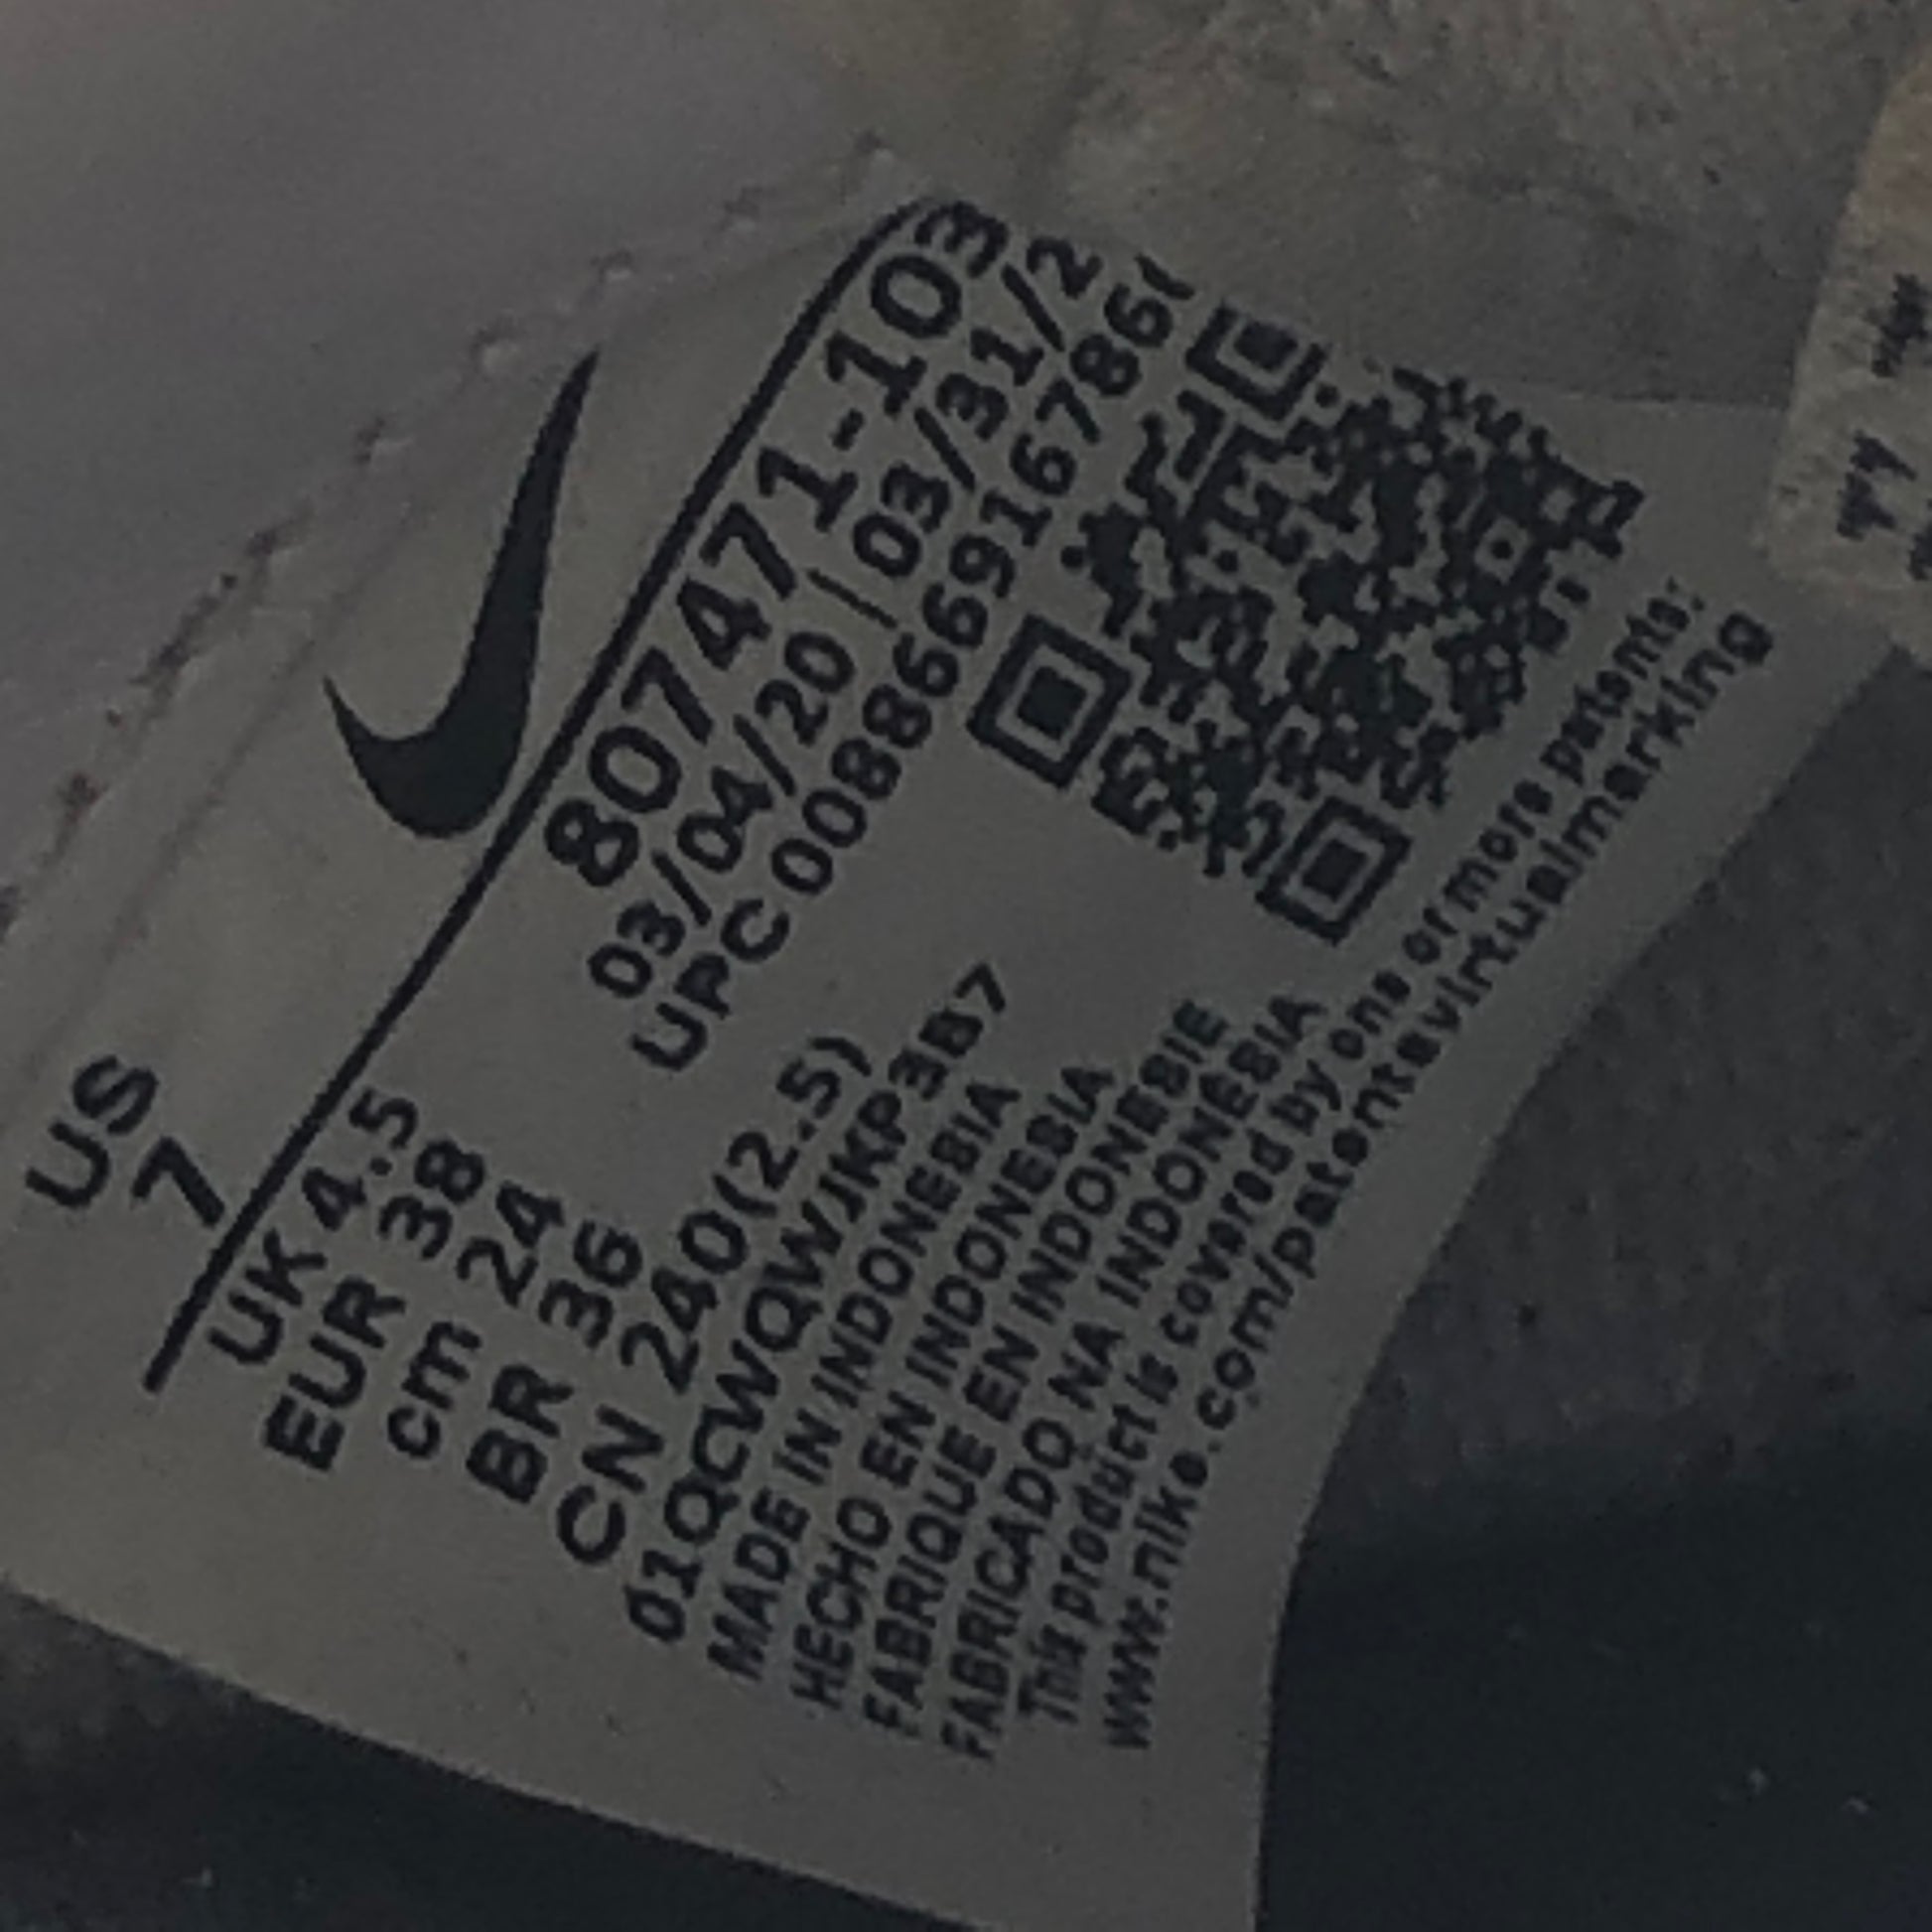 US
7
UK 4.5
EUR 38
cm 24
BR 36
CN 240(2.5)
01QCWQWJKP3B7
MADE IN INDONESIA
HECHO EN INDONESIA
FABRIQUE EN INDONESIE
FABRICADO NA INDONÉSIA
This product is covered by one or more patents:
www.nike.com/patentsvirtualmarking
807471-103
03/04/20 | 03/31/2
UPC 008866916786